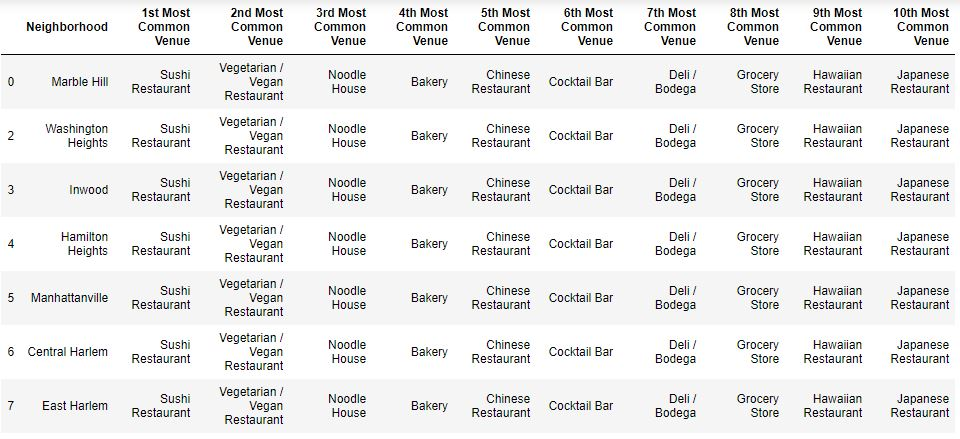 Neighborhood 1st Most Common Venue 2nd Most Common Venue 3rd Most Common Venue 4th Most Common Venue 5th Most Common Venue 6th Most Common Venue 7th Most Common Venue 8th Most Common Venue 9th Most Common Venue 10th Most Common Venue
0 Marble Hill Sushi Restaurant Vegetarian / Vegan Restaurant Noodle House Bakery Chinese Restaurant Cocktail Bar Deli / Bodega Grocery Store Hawaiian Restaurant Japanese Restaurant
2 Washington Heights Sushi Restaurant Vegetarian / Vegan Restaurant Noodle House Bakery Chinese Restaurant Cocktail Bar Deli / Bodega Grocery Store Hawaiian Restaurant Japanese Restaurant
3 Inwood Sushi Restaurant Vegetarian / Vegan Restaurant Noodle House Bakery Chinese Restaurant Cocktail Bar Deli / Bodega Grocery Store Hawaiian Restaurant Japanese Restaurant
4 Hamilton Heights Sushi Restaurant Vegetarian / Vegan Restaurant Noodle House Bakery Chinese Restaurant Cocktail Bar Deli / Bodega Grocery Store Hawaiian Restaurant Japanese Restaurant
5 Manhattanville Sushi Restaurant Vegetarian / Vegan Restaurant Noodle House Bakery Chinese Restaurant Cocktail Bar Deli / Bodega Grocery Store Hawaiian Restaurant Japanese Restaurant
6 Central Harlem Sushi Restaurant Vegetarian / Vegan Restaurant Noodle House Bakery Chinese Restaurant Cocktail Bar Deli / Bodega Grocery Store Hawaiian Restaurant Japanese Restaurant
7 East Harlem Sushi Restaurant Vegetarian / Vegan Restaurant Noodle House Bakery Chinese Restaurant Cocktail Bar Deli / Bodega Grocery Store Hawaiian Restaurant Japanese Restaurant